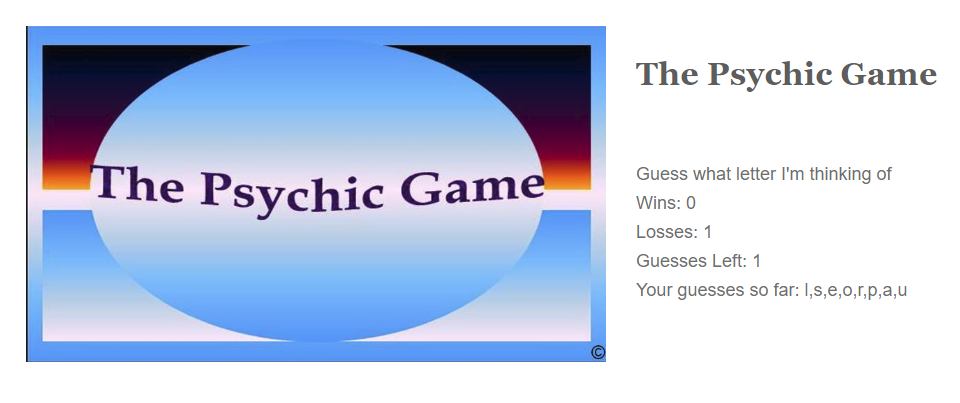 The Psychic Game
©
The Psychic Game
Guess what letter I'm thinking of
Wins: 0
Losses: 1
Guesses Left: 1
Your guesses so far: l,s,e,o,r,p,a,u